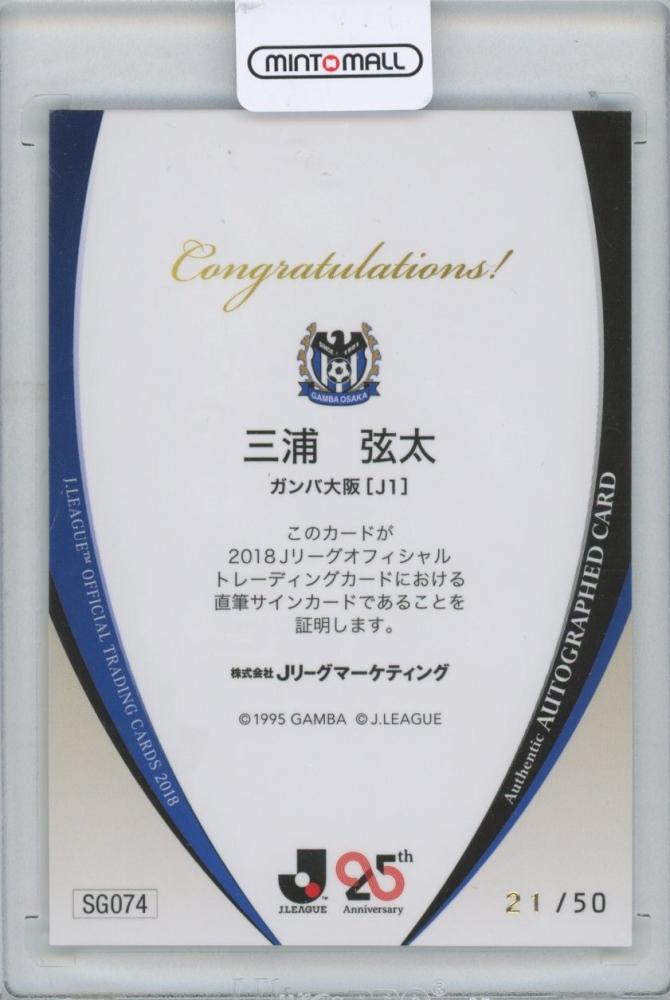 MINTMALL
Congratulations!
SINCE 1991
GAMBA OSAKA
三浦　弦太
ガンバ大阪[J1]
このカードが
2018Jリーグオフィシャル
トレーディングカードにおける
直筆サインカードであることを
証明します。
株式会社Jリーグマーケティング
©1995 GAMBA ©J.LEAGUE
J.LEAGUE™ OFFICIAL TRADING CARDS 2018
Authentic AUTOGRAPHED CARD
J.LEAGUE™
25th
Anniversary
SG074
21/50